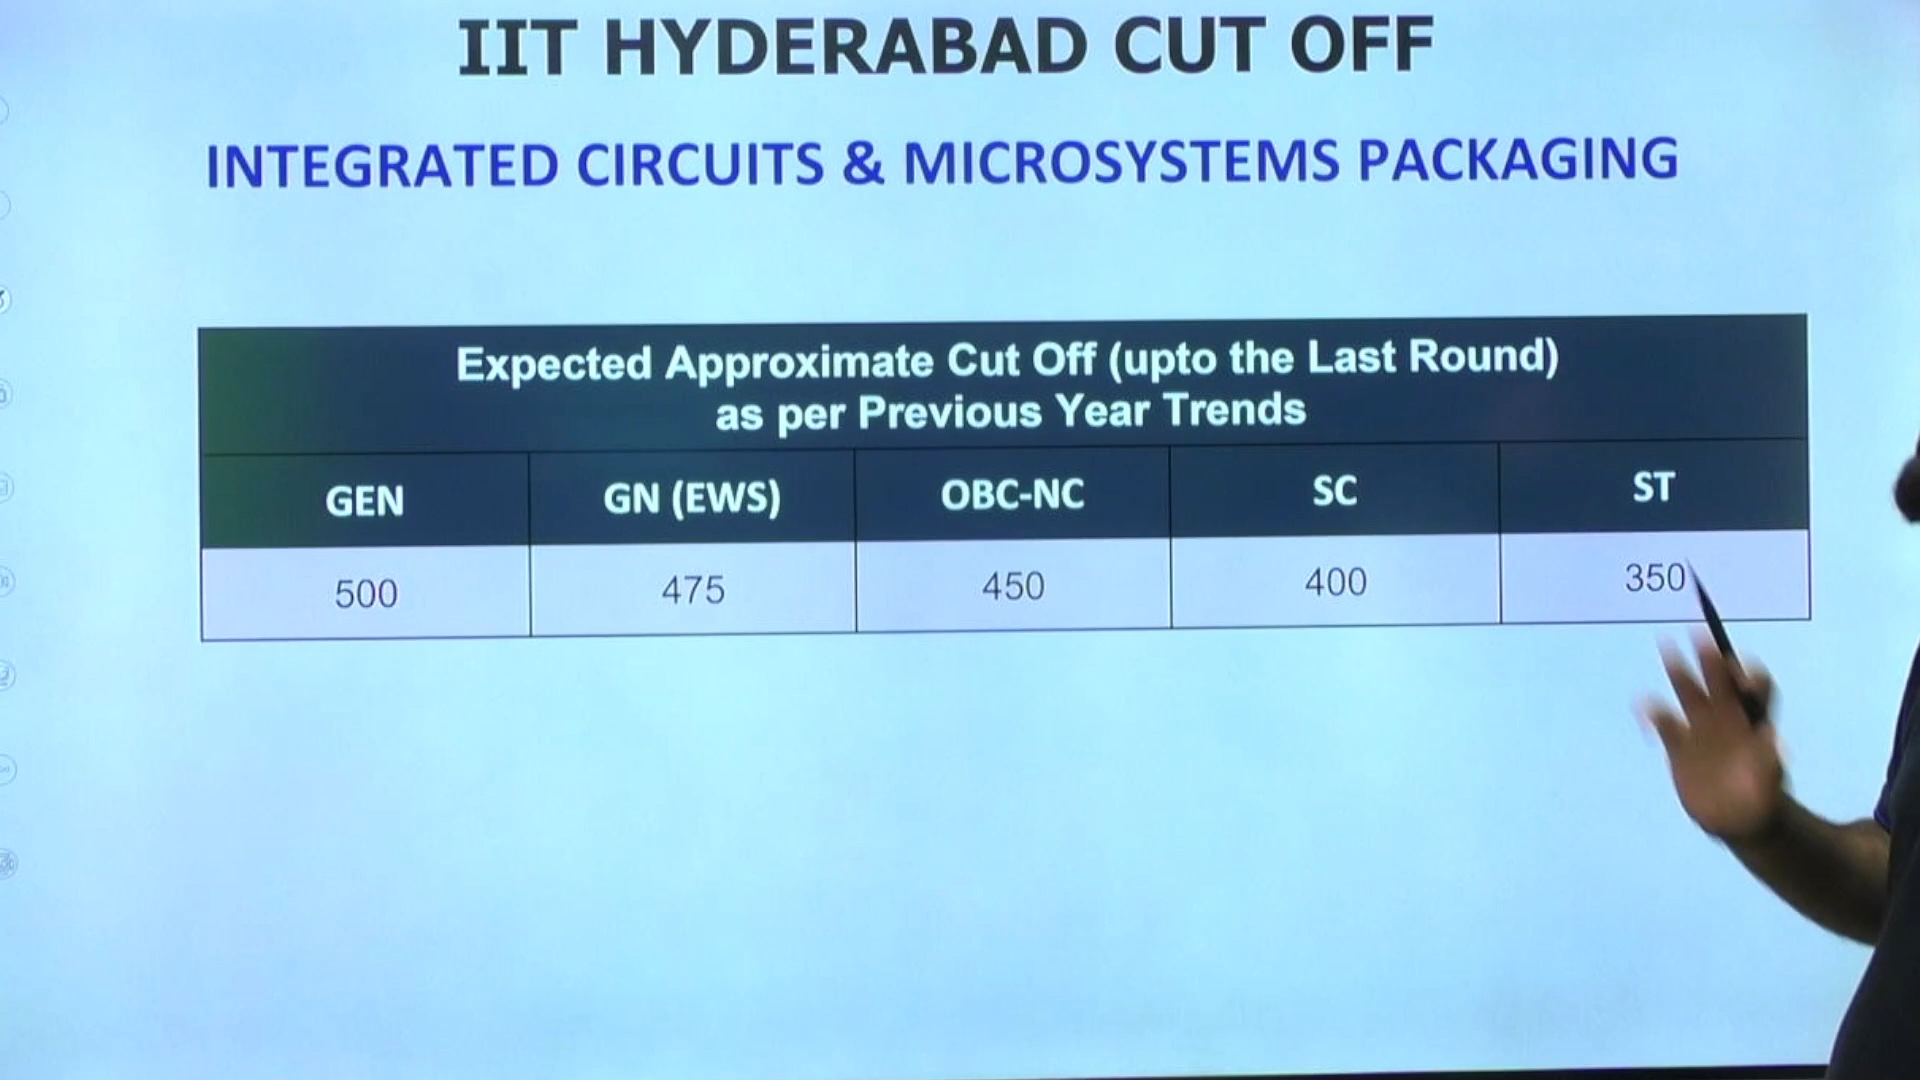 IIT HYDERABAD CUT OFF
INTEGRATED CIRCUITS & MICROSYSTEMS PACKAGING
Expected Approximate Cut Off (upto the Last Round)
as per Previous Year Trends
GEN GN (EWS) OBC-NC SC ST
500 475 450 400 350